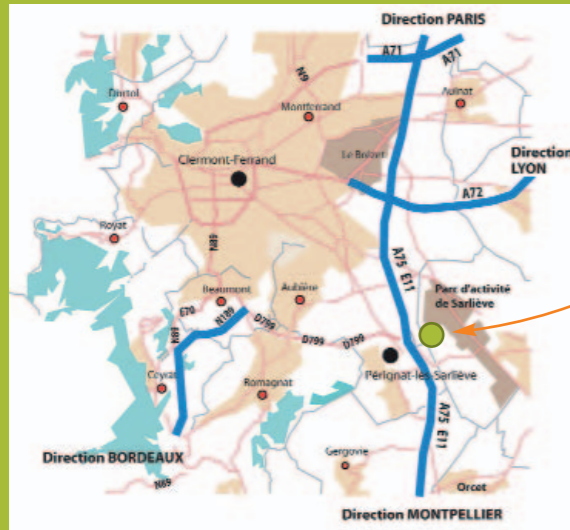 Direction PARIS
A71
A71
N9
Durtol
Aulnat
Montferrand
Le Brézet
Clermont-Ferrand
Direction
LYON
A72
Royat
N89
A75 E11
Parc d'activité
de Sarliève
Beaumont
Aubière
E70
N189
D799
D799
D799
N89
Pérignat-lès-Sarliève
Ceyrat
Romagnat
A75 E11
Direction BORDEAUX
Gergovie
N89
Orcet
Direction MONTPELLIER